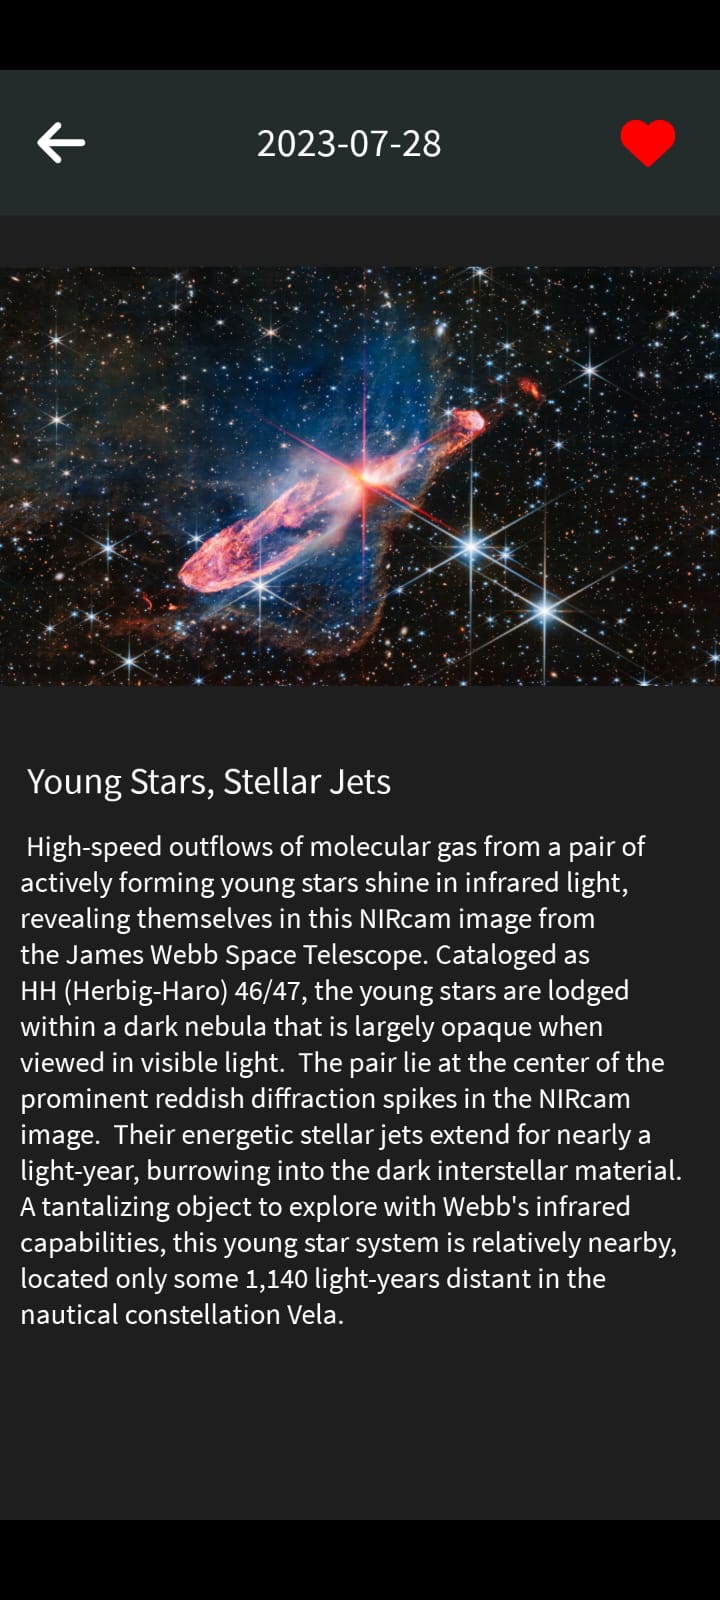 2023-07-28
Young Stars, Stellar Jets
High-speed outflows of molecular gas from a pair of
actively forming young stars shine in infrared light,
revealing themselves in this NIRcam image from
the James Webb Space Telescope. Cataloged as
HH (Herbig-Haro) 46/47, the young stars are lodged
within a dark nebula that is largely opaque when
viewed in visible light.  The pair lie at the center of the
prominent reddish diffraction spikes in the NIRcam
image.  Their energetic stellar jets extend for nearly a
light-year, burrowing into the dark interstellar material.
A tantalizing object to explore with Webb's infrared
capabilities, this young star system is relatively nearby,
located only some 1,140 light-years distant in the
nautical constellation Vela.